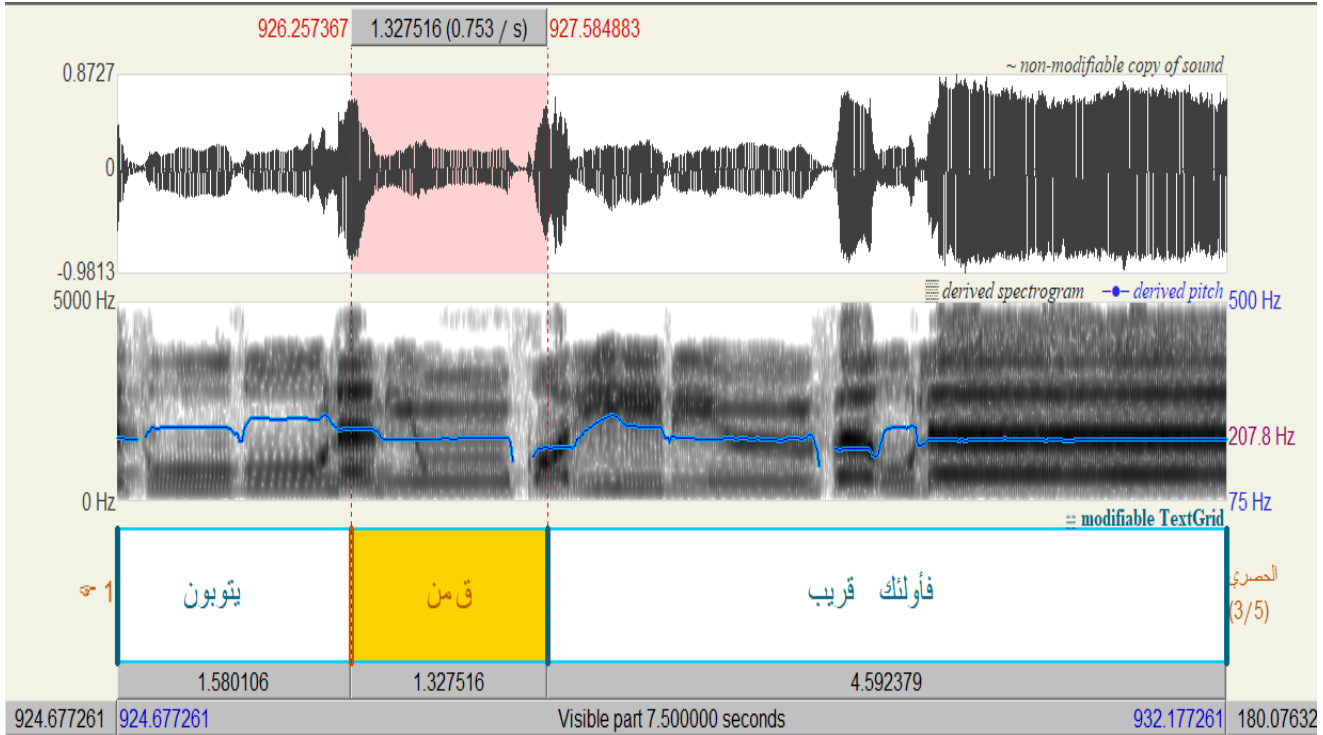 926.257367 1.327516 (0.753 / s) 927.584883
~ non-modifiable copy of sound
0.8727
0
-0.9813
5000 Hz derived spectrogram derived pitch 500 Hz
207.8 Hz
0 Hz 75 Hz
modifiable TextGrid
1 يتوبون ق من فأولئك قريب الحصري
(3/5)
1.580106 1.327516 4.592379
924.677261 924.677261 Visible part 7.500000 seconds 932.177261 180.07632